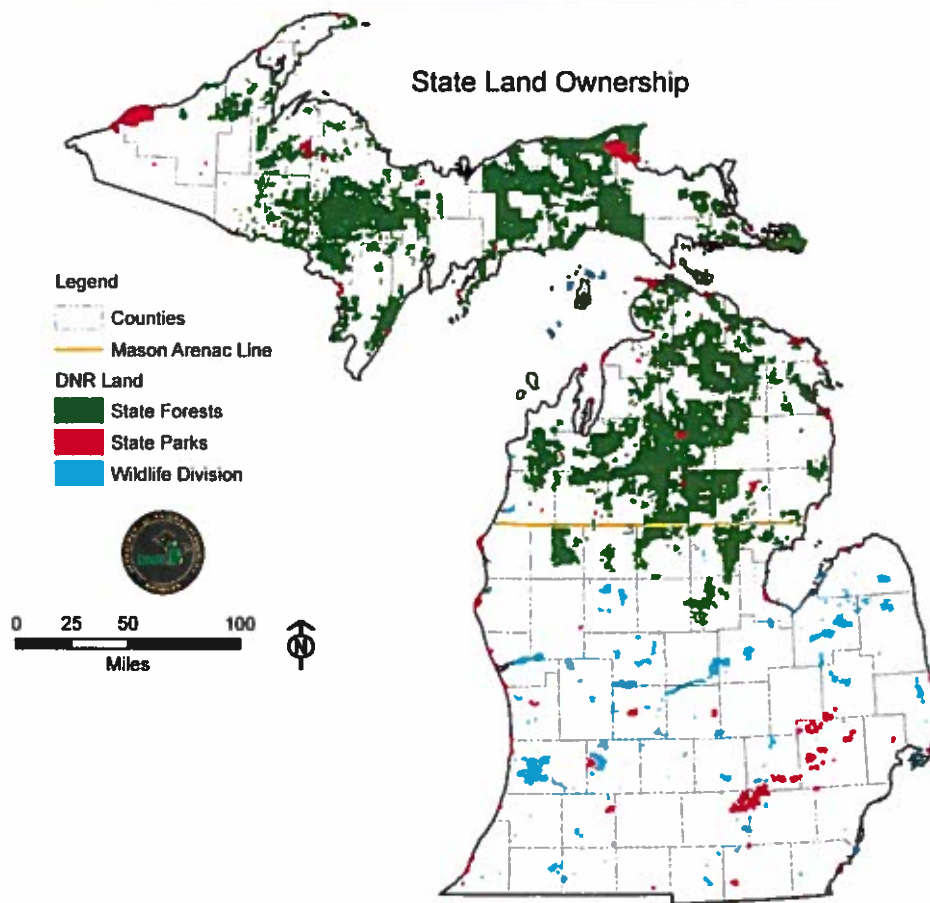 State Land Ownership
Legend
Counties
Mason Arenac Line
DNR Land
State Forests
State Parks
Wildlife Division
DNR
0 25 50 100
Miles
N